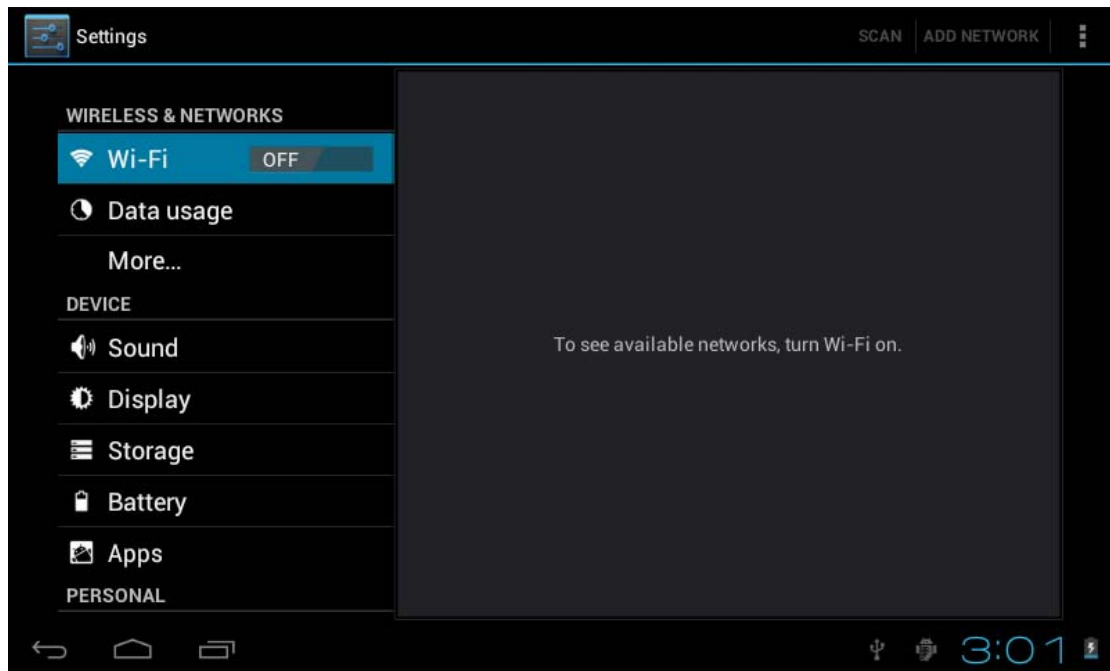 Settings
SCAN ADD NETWORK
WIRELESS & NETWORKS
Wi-Fi OFF
Data usage
More...
DEVICE
Sound
To see available networks, turn Wi-Fi on.
Display
Storage
Battery
Apps
PERSONAL
3:01